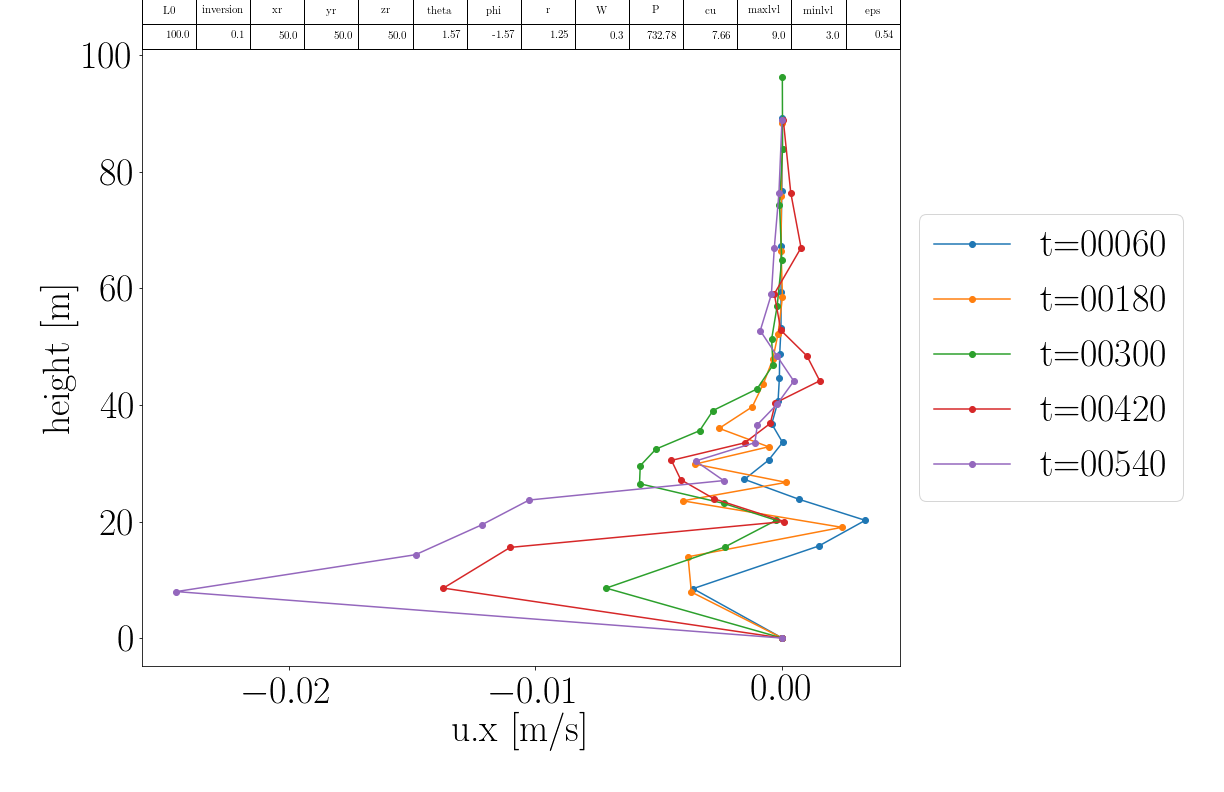 L0 inversion xr yr zr theta phi r W P cu maxlvl minlvl eps
100.0 0.1 50.0 50.0 50.0 1.57 -1.57 1.25 0.3 732.78 7.66 9.0 3.0 0.54
100
80
60
40
20
0
height [m]
−0.02 −0.01 0.00
u.x [m/s]
t=00060
t=00180
t=00300
t=00420
t=00540